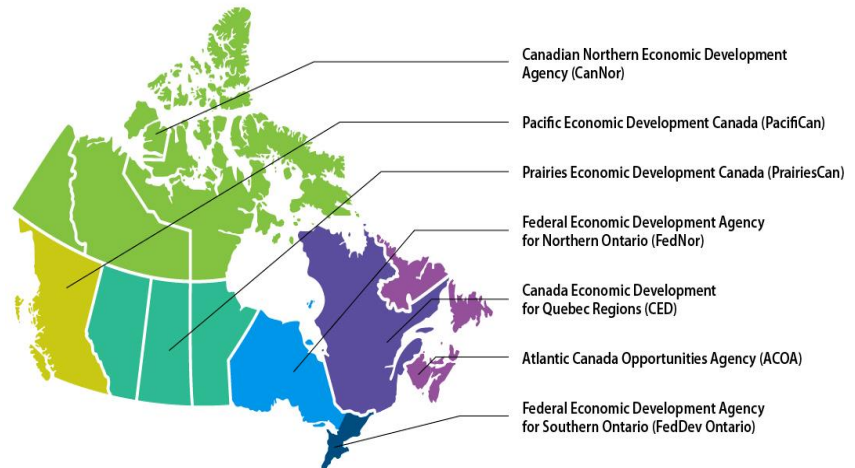 Canadian Northern Economic Development
Agency (CanNor)
Pacific Economic Development Canada (PacifiCan)
Prairies Economic Development Canada (PrairiesCan)
Federal Economic Development Agency
for Northern Ontario (FedNor)
Canada Economic Development
for Quebec Regions (CED)
Atlantic Canada Opportunities Agency (ACOA)
Federal Economic Development Agency
for Southern Ontario (FedDev Ontario)